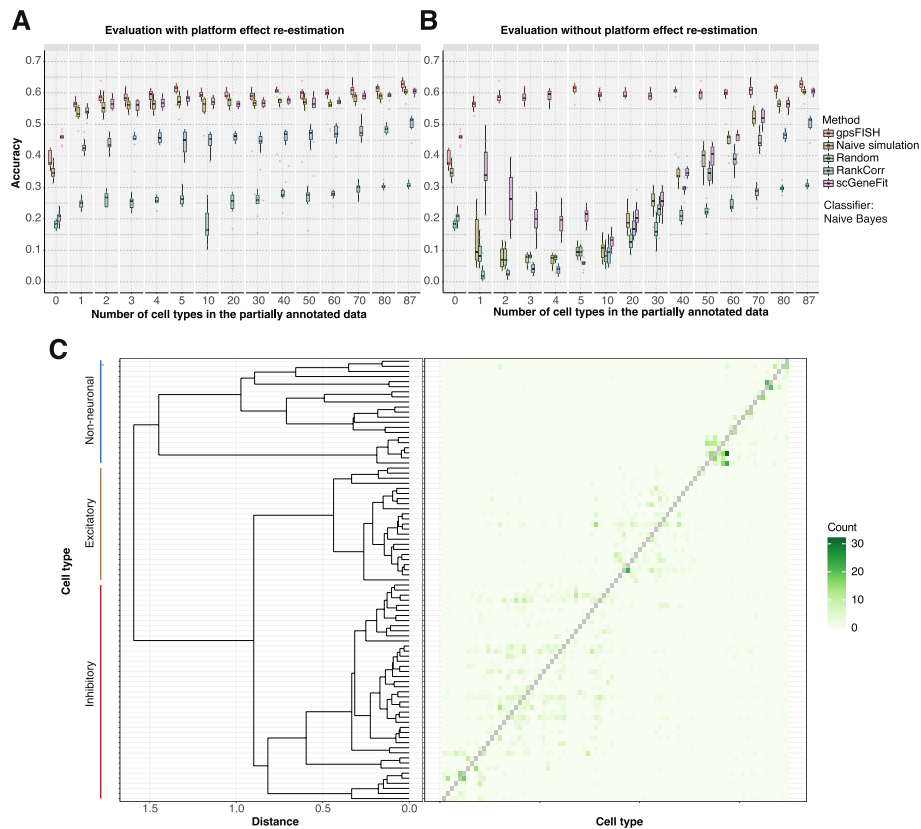 A
Evaluation with platform effect re-estimation
Accuracy
0.7
0.6
0.5
0.4
0.3
0.2
0.1
0.0
0 1 2 3 4 5 10 20 30 40 50 60 70 80 87
Number of cell types in the partially annotated data
B
Evaluation without platform effect re-estimation
0.7
0.6
0.5
0.4
0.3
0.2
0.1
0.0
0 1 2 3 4 5 10 20 30 40 50 60 70 80 87
Number of cell types in the partially annotated data
Method
gpsFISH
Naive simulation
Random
RankCorr
scGeneFit
Classifier:
Naive Bayes
C
Cell type
Non-neuronal
Excitatory
Inhibitory
1.5 1.0 0.5 0.0
Distance
Cell type
Count
30
20
10
0